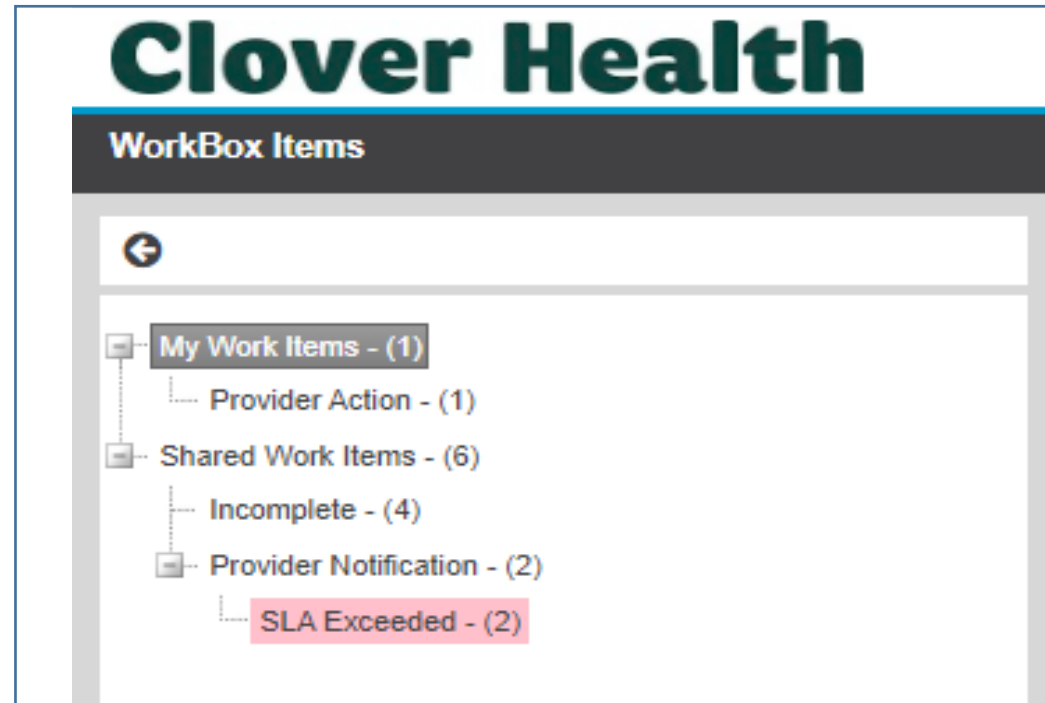 Clover Health
WorkBox Items
My Work Items - (1)
Provider Action - (1)
Shared Work Items - (6)
Incomplete - (4)
Provider Notification - (2)
SLA Exceeded - (2)